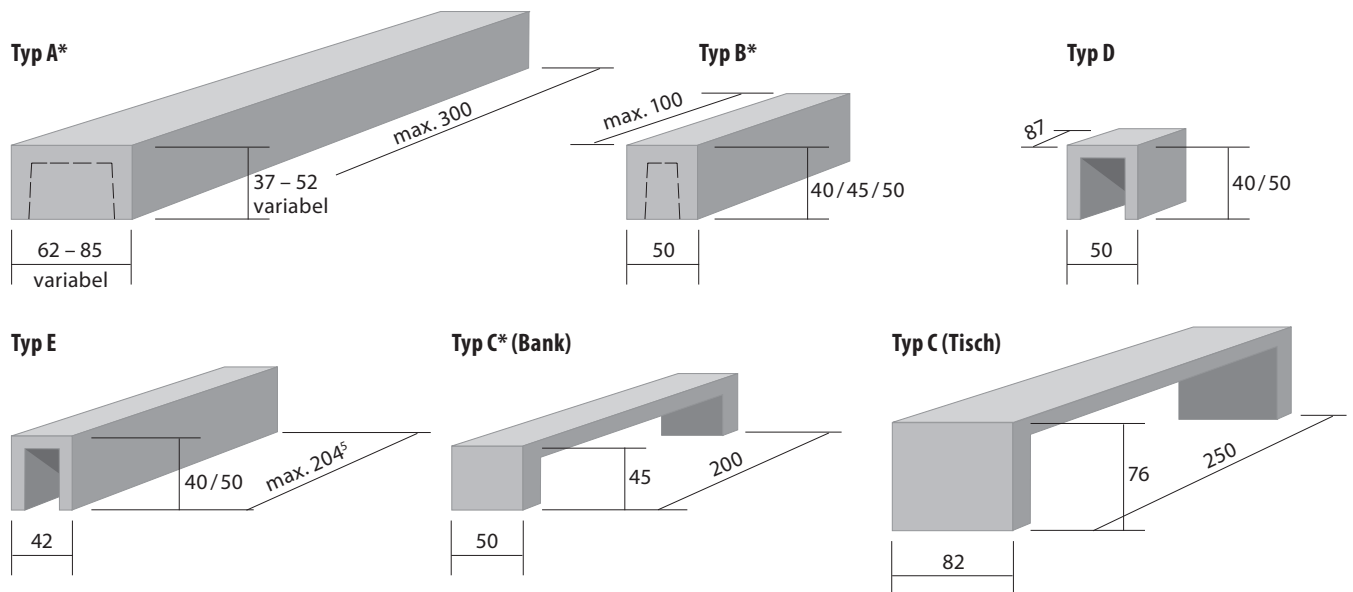 Typ A*
max. 300
37 – 52
variabel
62 – 85
variabel
Typ B*
max. 100
40 / 45 / 50
50
Typ D
87
40 / 50
50
Typ E
40 / 50
max. 204⁵
42
Typ C* (Bank)
45
200
50
Typ C (Tisch)
76
250
82